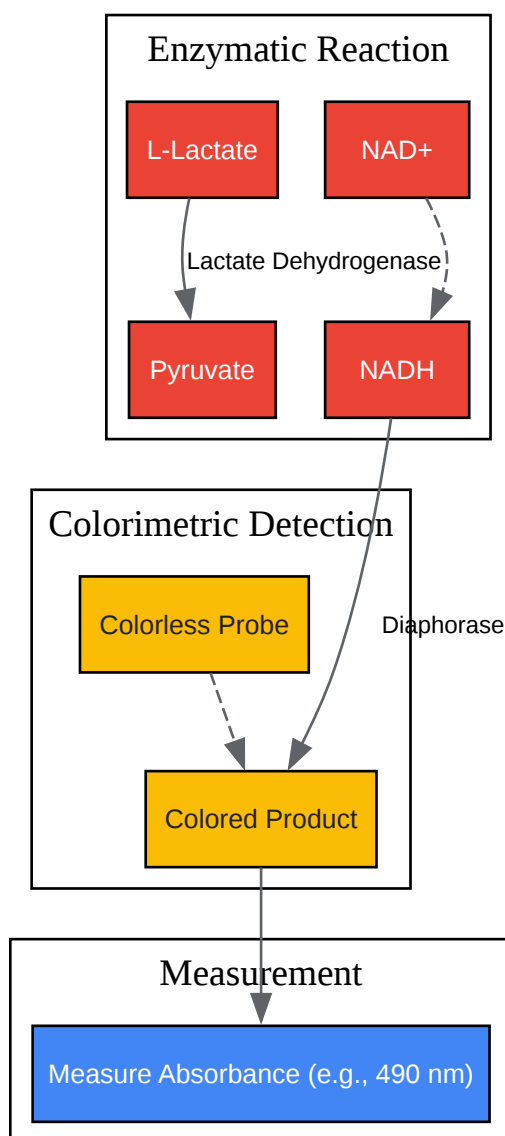 Enzymatic Reaction
L-Lactate
NAD+
Lactate Dehydrogenase
Pyruvate
NADH
Colorimetric Detection
Colorless Probe
Diaphorase
Colored Product
Measurement
Measure Absorbance (e.g., 490 nm)